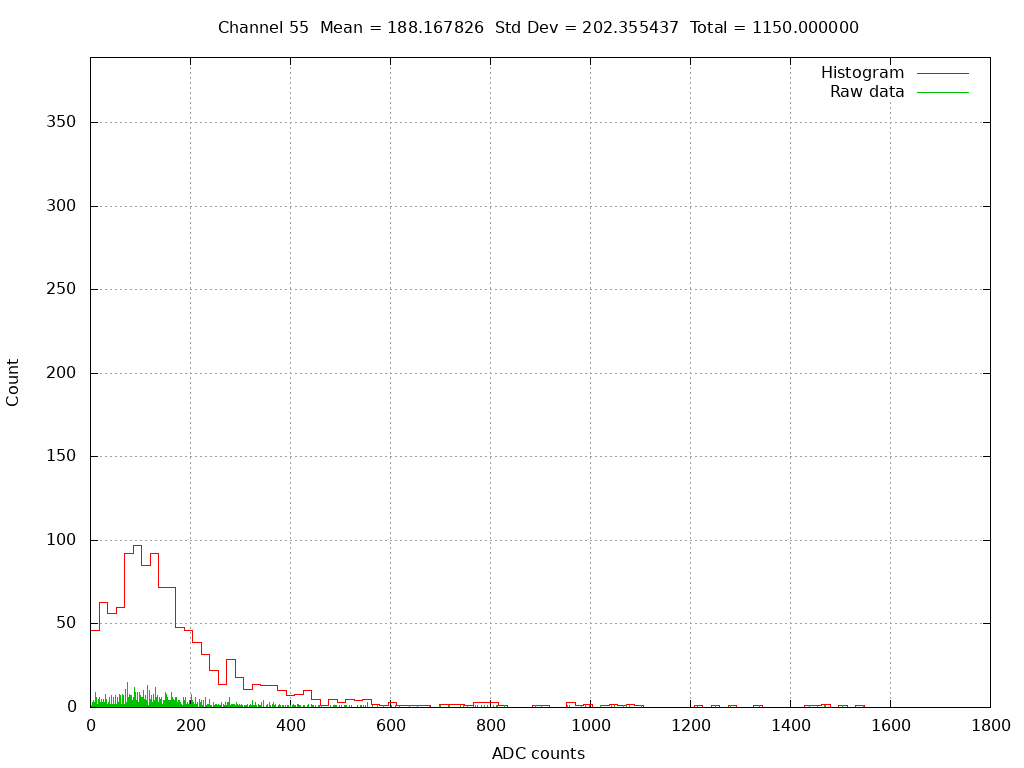 Channel 55  Mean = 188.167826  Std Dev = 202.355437  Total = 1150.000000
Histogram
Raw data
350
300
250
200
150
100
50
0
Count
0 200 400 600 800 1000 1200 1400 1600 1800
ADC counts